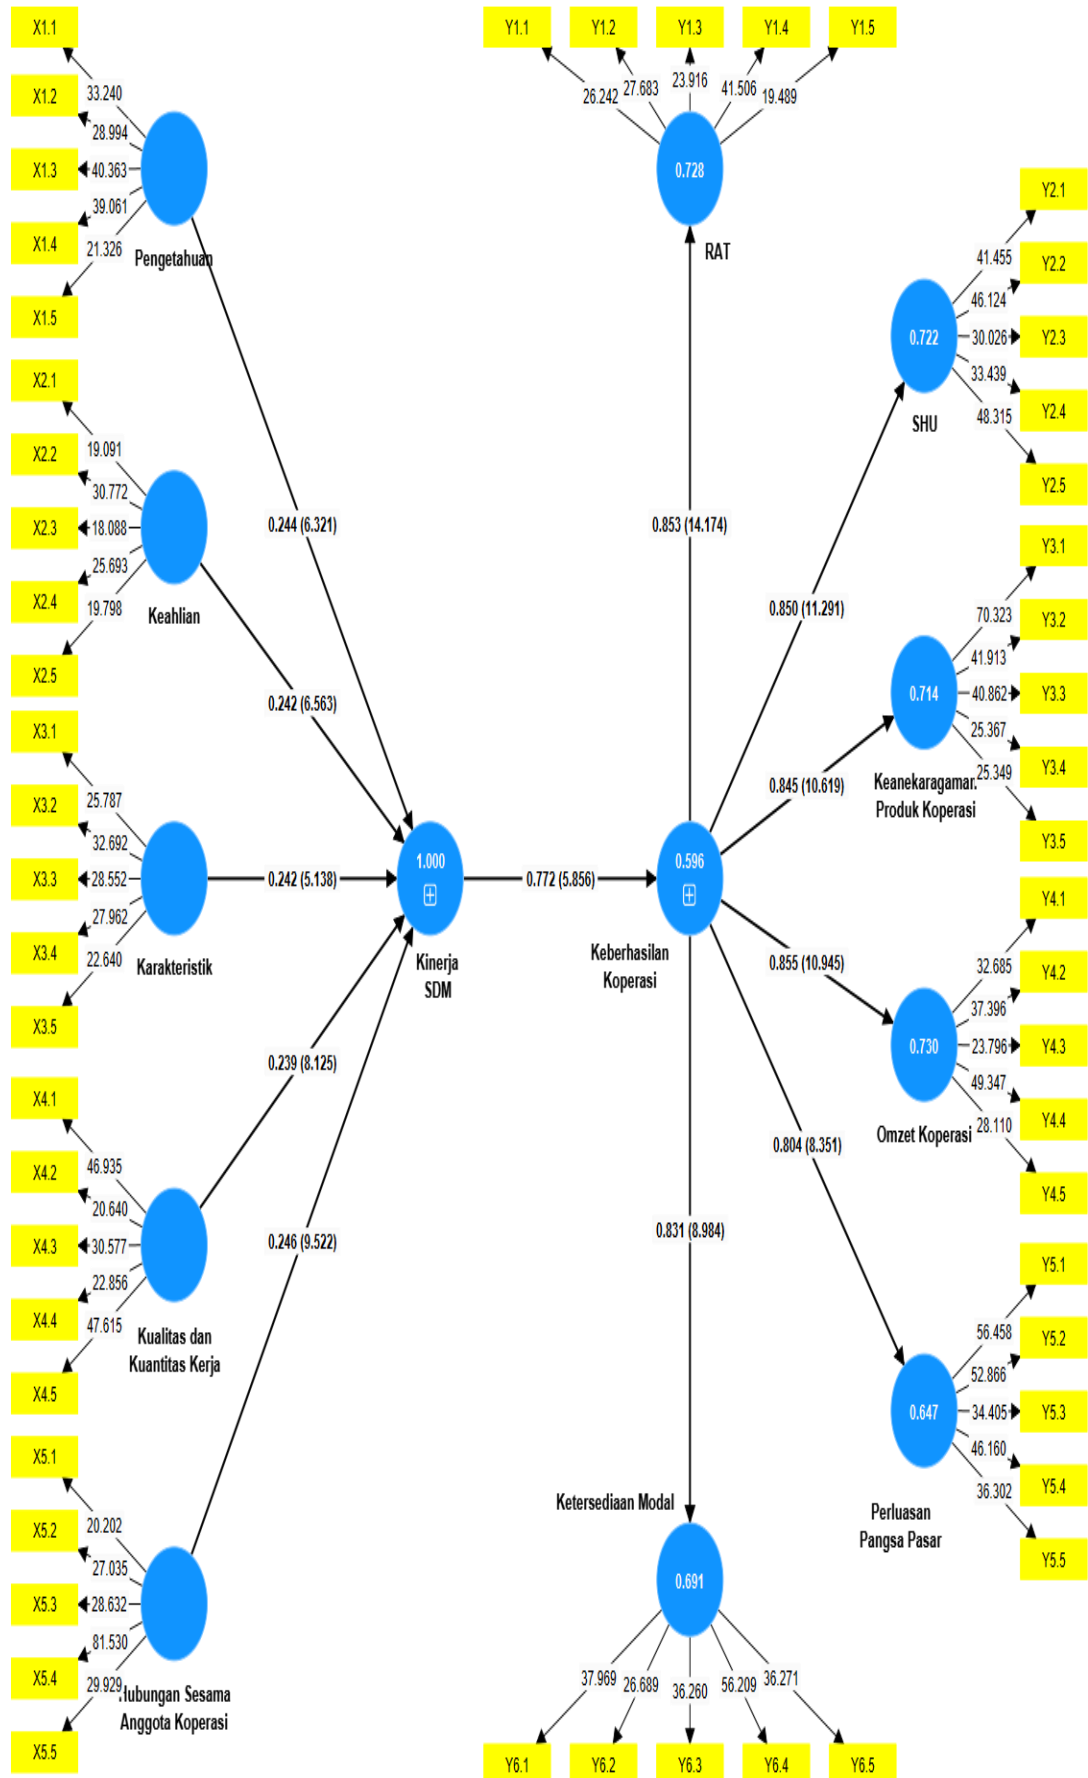 X1.1
X1.2
X1.3
X1.4
X1.5
33.240
28.994
40.363
39.061
21.326
Pengetahuan
X2.1
X2.2
X2.3
X2.4
X2.5
19.091
30.772
18.088
25.693
19.798
Keahlian
X3.1
X3.2
X3.3
X3.4
X3.5
25.787
32.692
28.552
27.962
22.640
Karakteristik
X4.1
X4.2
X4.3
X4.4
X4.5
46.935
20.640
30.577
22.856
47.615
Kualitas dan
Kuantitas Kerja
X5.1
X5.2
X5.3
X5.4
X5.5
20.202
27.035
28.632
81.530
29.929
Hubungan Sesama
Anggota Koperasi
0.244 (6.321)
0.242 (6.563)
0.242 (5.138)
0.239 (8.125)
0.246 (9.522)
1.000
Kinerja
SDM
0.772 (5.856)
0.596
Keberhasilan
Koperasi
Y1.1
Y1.2
Y1.3
Y1.4
Y1.5
26.242
27.683
23.916
41.506
19.489
0.728
RAT
0.853 (14.174)
0.850 (11.291)
0.845 (10.619)
0.855 (10.945)
0.804 (8.351)
0.831 (8.984)
Y2.1
Y2.2
Y2.3
Y2.4
Y2.5
41.455
46.124
30.026
33.439
48.315
0.722
SHU
Y3.1
Y3.2
Y3.3
Y3.4
Y3.5
70.323
41.913
40.862
25.367
25.349
0.714
Keanekaragaman
Produk Koperasi
Y4.1
Y4.2
Y4.3
Y4.4
Y4.5
32.685
37.396
23.796
49.347
28.110
0.730
Omzet Koperasi
Y5.1
Y5.2
Y5.3
Y5.4
Y5.5
56.458
52.866
34.405
46.160
36.302
0.647
Perluasan
Pangsa Pasar
Ketersediaan Modal
0.691
37.969
26.689
36.260
56.209
36.271
Y6.1
Y6.2
Y6.3
Y6.4
Y6.5